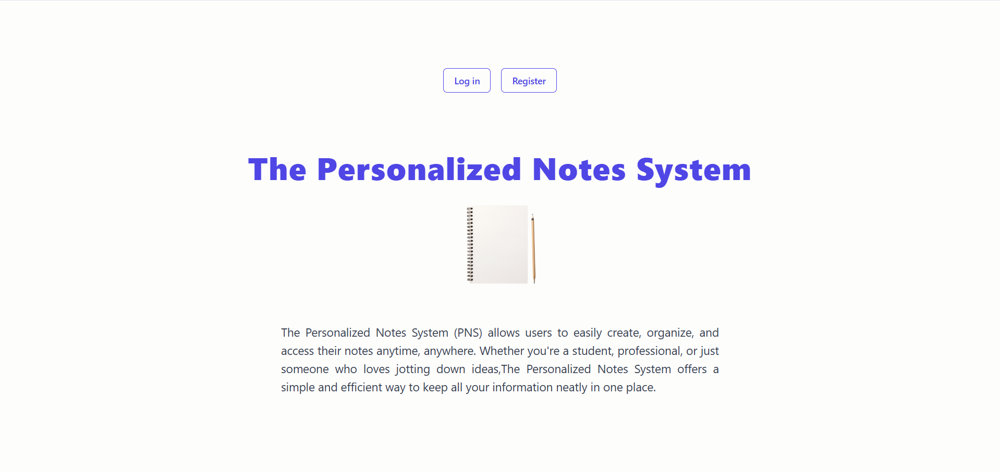 Log in
Register
The Personalized Notes System
The Personalized Notes System (PNS) allows users to easily create, organize, and
access their notes anytime, anywhere. Whether you're a student, professional, or just
someone who loves jotting down ideas,The Personalized Notes System offers a
simple and efficient way to keep all your information neatly in one place.